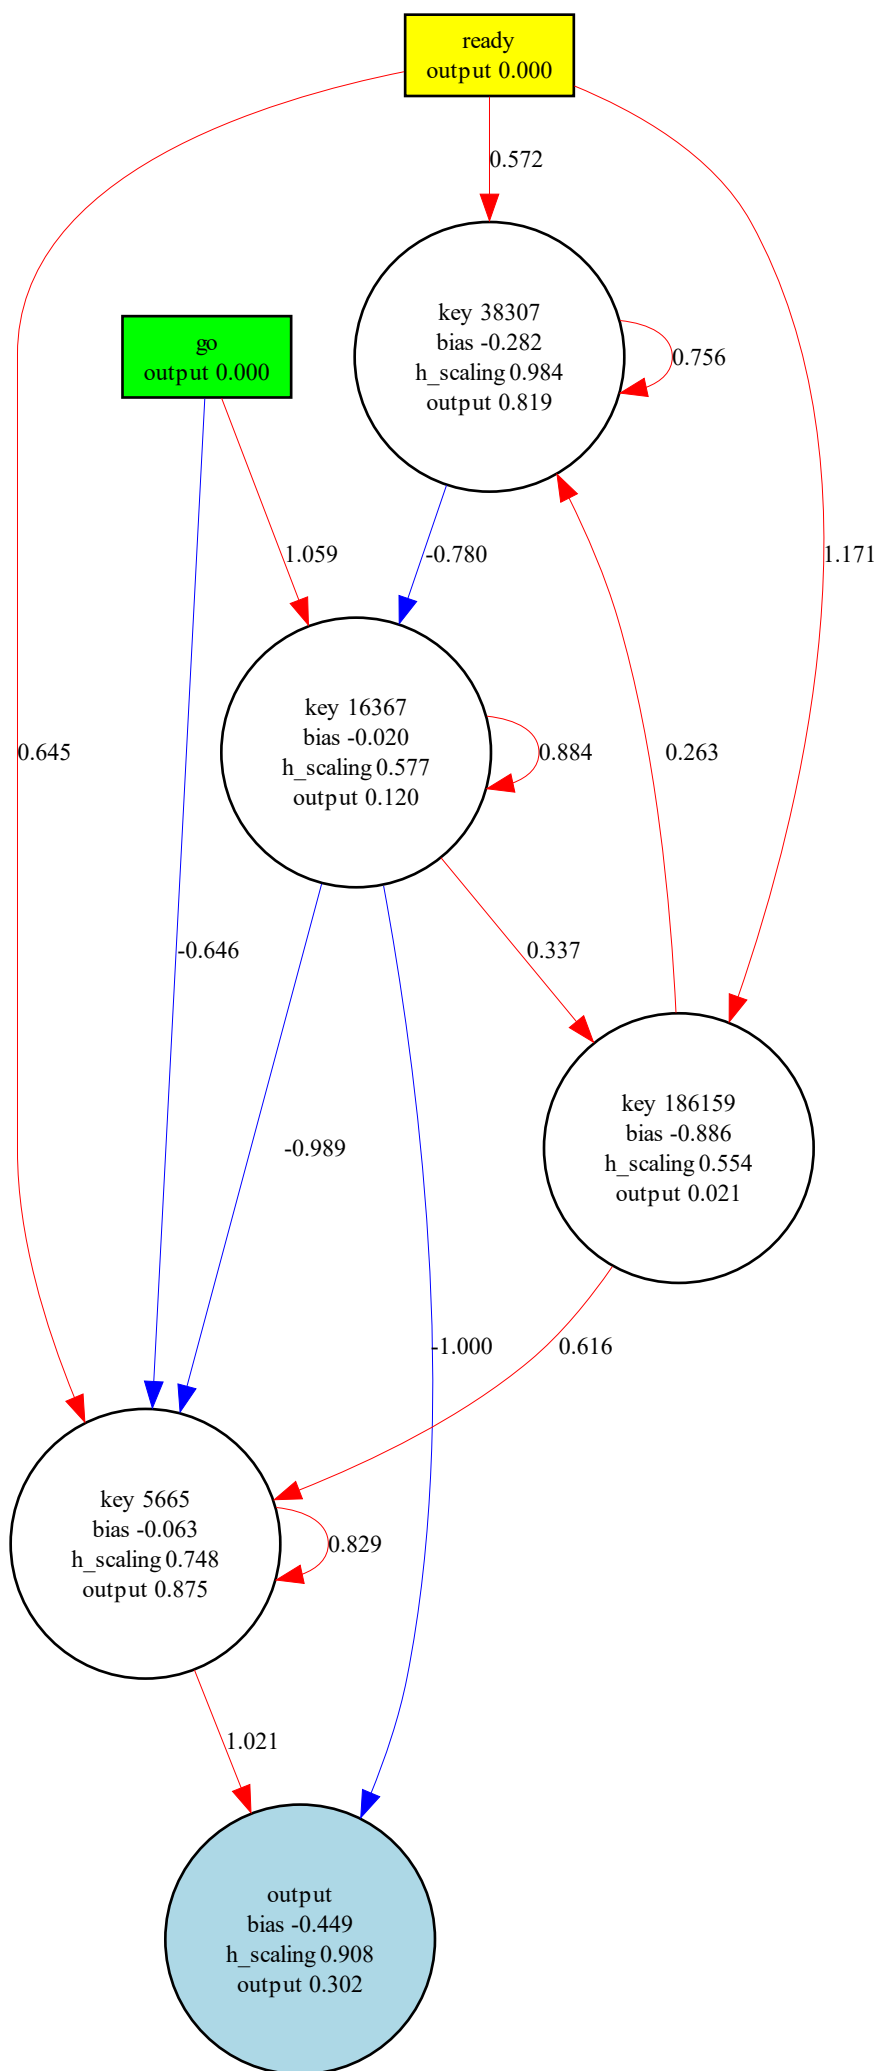 ready
output 0.000
0.572
key 38307
bias -0.282
h_scaling 0.984
output 0.819
0.756
go
output 0.000
1.059
-0.780
1.171
key 16367
bias -0.020
h_scaling 0.577
output 0.120
0.884
0.645
0.263
-0.646
0.337
key 186159
bias -0.886
h_scaling 0.554
output 0.021
-0.989
-1.000
0.616
key 5665
bias -0.063
h_scaling 0.748
output 0.875
0.829
1.021
output
bias -0.449
h_scaling 0.908
output 0.302